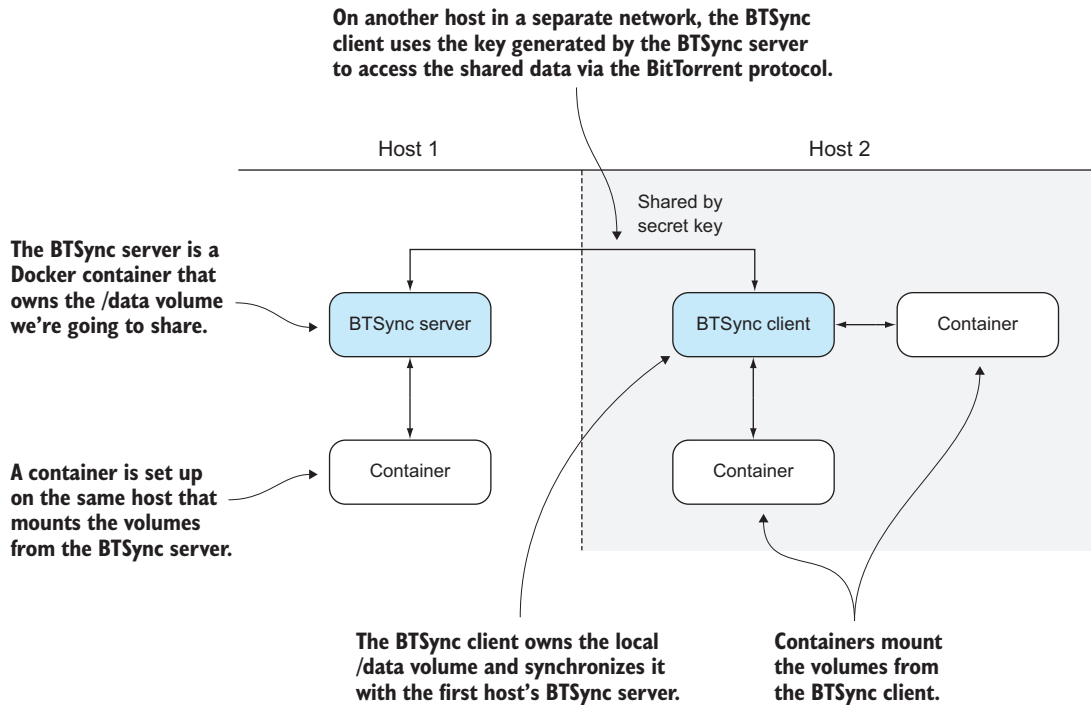 On another host in a separate network, the BTSync
client uses the key generated by the BTSync server
to access the shared data via the BitTorrent protocol.
Host 1
Host 2
Shared by
secret key
The BTSync server is a
Docker container that
owns the /data volume
we're going to share.
BTSync server
BTSync client
Container
A container is set up
on the same host that
mounts the volumes
from the BTSync server.
Container
Container
The BTSync client owns the local
/data volume and synchronizes it
with the first host's BTSync server.
Containers mount
the volumes from
the BTSync client.